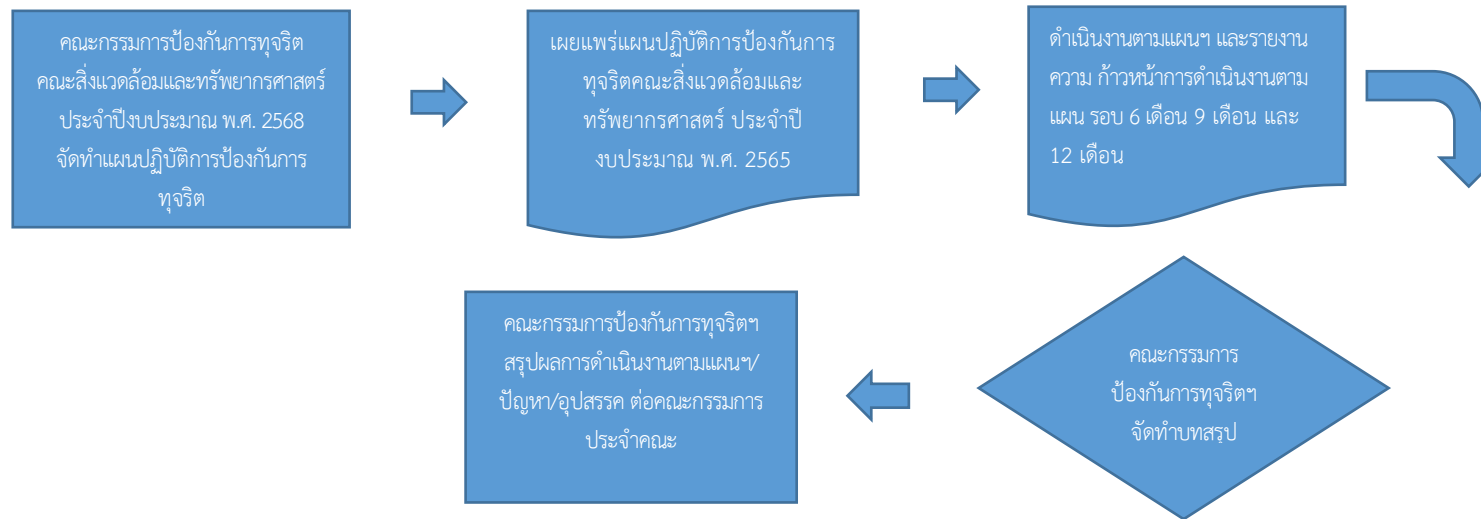 คณะกรรมการป้องกันการทุจริต
คณะสิ่งแวดล้อมและทรัพยากรศาสตร์
ประจำปีงบประมาณ พ.ศ. 2568
จัดทำแผนปฏิบัติการป้องกันการ
ทุจริต
เผยแพร่แผนปฏิบัติการป้องกันการ
ทุจริตคณะสิ่งแวดล้อมและ
ทรัพยากรศาสตร์ ประจำปี
งบประมาณ พ.ศ. 2565
ดำเนินงานตามแผนฯ และรายงาน
ความ ก้าวหน้าการดำเนินงานตาม
แผน รอบ 6 เดือน 9 เดือน และ
12 เดือน
คณะกรรมการ
ป้องกันการทุจริตฯ
จัดทำบทสรุป
คณะกรรมการป้องกันการทุจริตฯ
สรุปผลการดำเนินงานตามแผนฯ/
ปัญหา/อุปสรรค ต่อคณะกรรมการ
ประจำคณะ